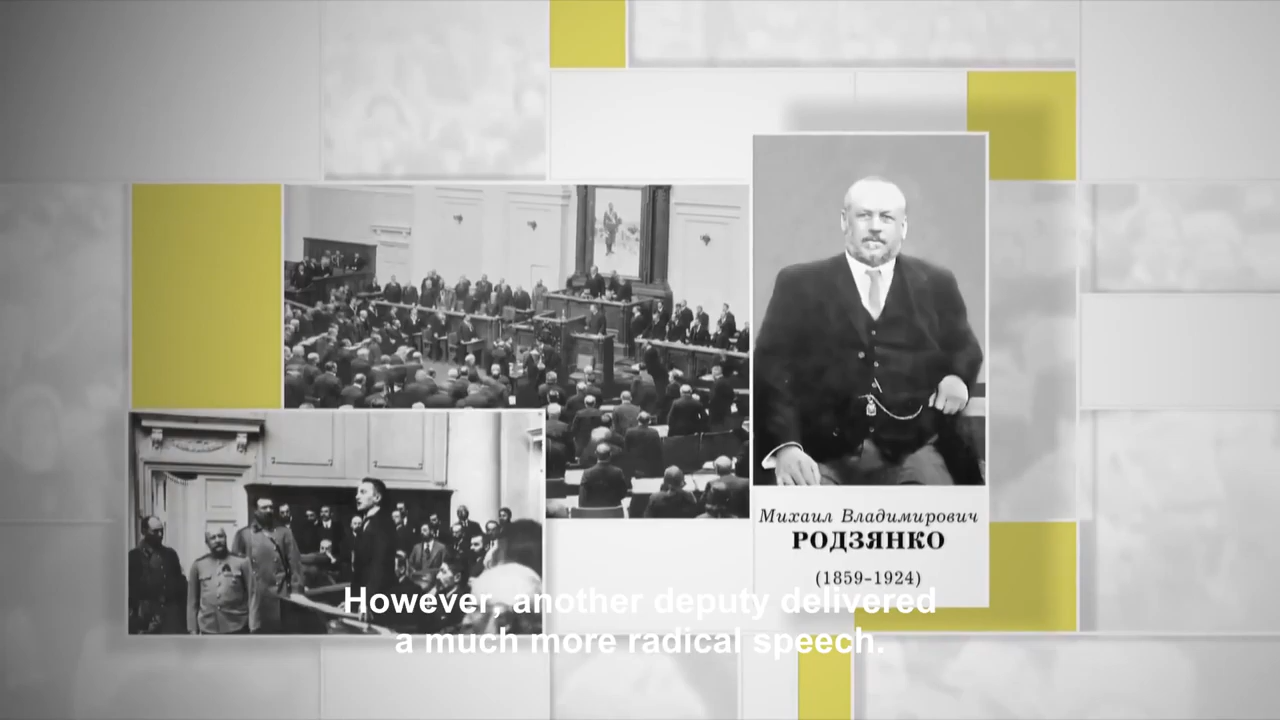 Михаил Владимирович
РОДЗЯНКО
(1859–1924)
However, another deputy delivered
a much more radical speech.